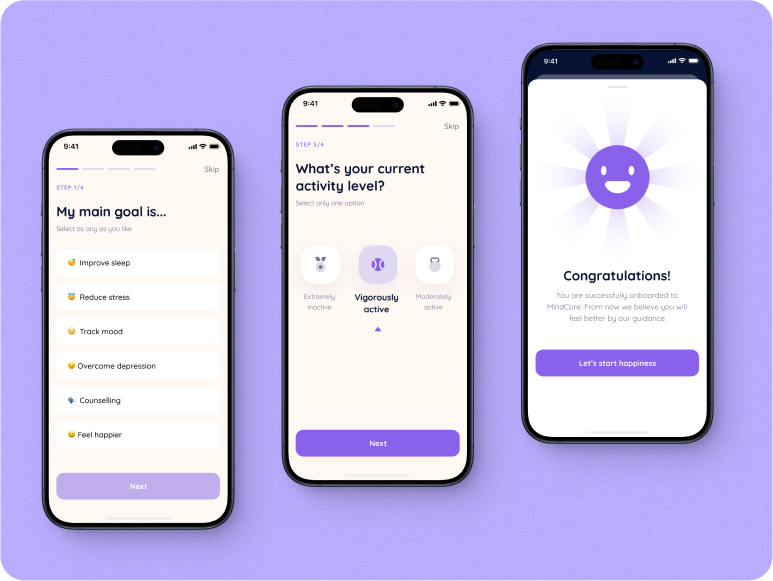 9:41
Skip
STEP 1/4
My main goal is...
Select as any as you like
Improve sleep
Reduce stress
Track mood
Overcome depression
Counselling
Feel happier
Next
9:41
Skip
STEP 3/4
What's your current
activity level?
Select only one option
Extremely
inactive
Vigorously
active
Moderately
active
Next
9:41
Congratulations!
You are successfully onboarded to
MindCare. From now we believe you will
feel better by our guidance
Let's start happiness